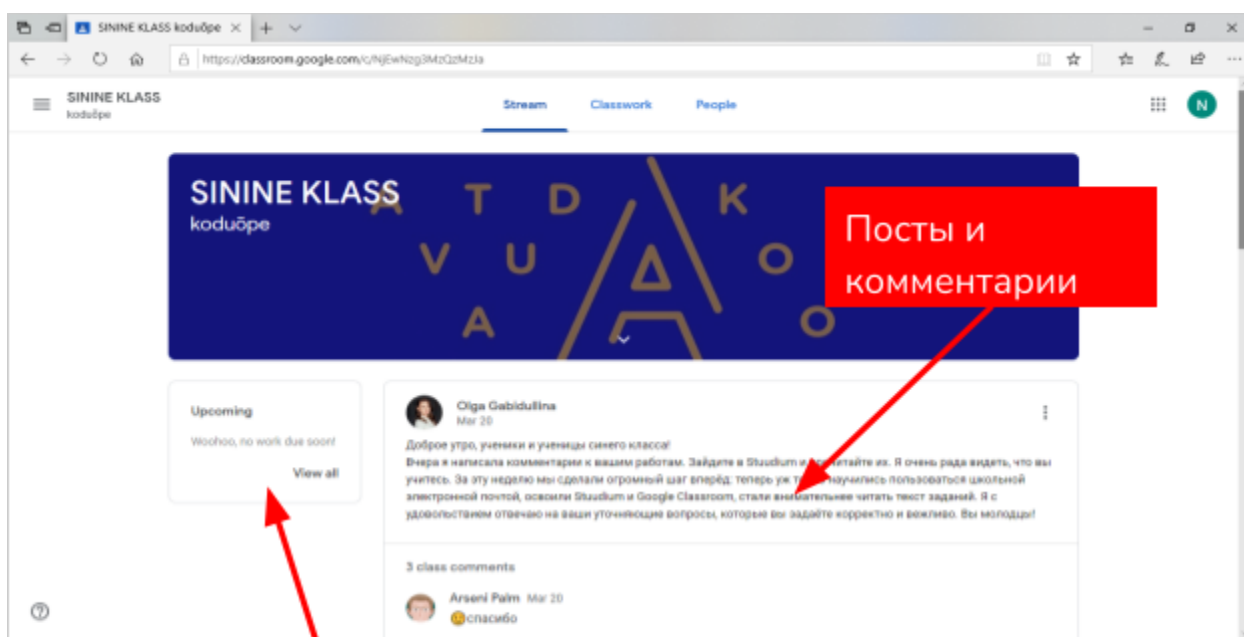 SININE KLASS koduõpe
https://classroom.google.com/c/
SININE KLASS
koduõpe
Stream Classwork People
N
SININE KLASS
koduõpe
A T D K
V U A O
A A O
Посты и
комментарии
Upcoming
Woohoo, no work due soon!
View all
Olga Gabidullina
Mar 20
Доброе утро, ученики и ученицы синего класса!
Вчера я написала комментарии к вашим работам. Зайдите в Stuudium и читайте их. Я очень рада видеть, что вы
учитесь. За эту неделю мы сделали огромный шаг вперёд: теперь уж научились пользоваться школьной
электронной почтой, освоили Stuudium и Google Classroom, стали внимательнее читать текст заданий. Я с
удовольствием отвечаю на ваши уточняющие вопросы, которые вы задаёте корректно и вежливо. Вы молодцы!
3 class comments
Arseni Palm Mar 20
спасибо